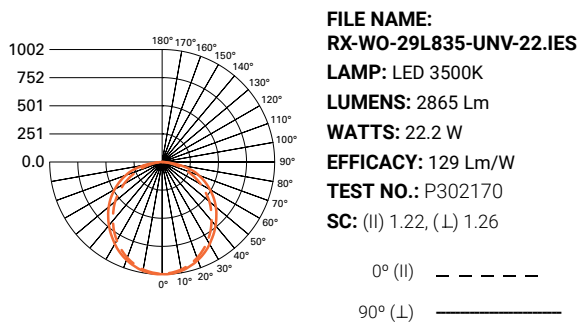 1002
752
501
251
0.0
180°
170°
160°
150°
140°
130°
120°
110°
100°
90°
80°
70°
60°
50°
40°
30°
20°
10°
0°
FILE NAME:
RX-WO-29L835-UNV-22.IES
LAMP: LED 3500K
LUMENS: 2865 Lm
WATTS: 22.2 W
EFFICACY: 129 Lm/W
TEST NO.: P302170
SC: (II) 1.22, (⊥) 1.26
0º (II)
90º (⊥)